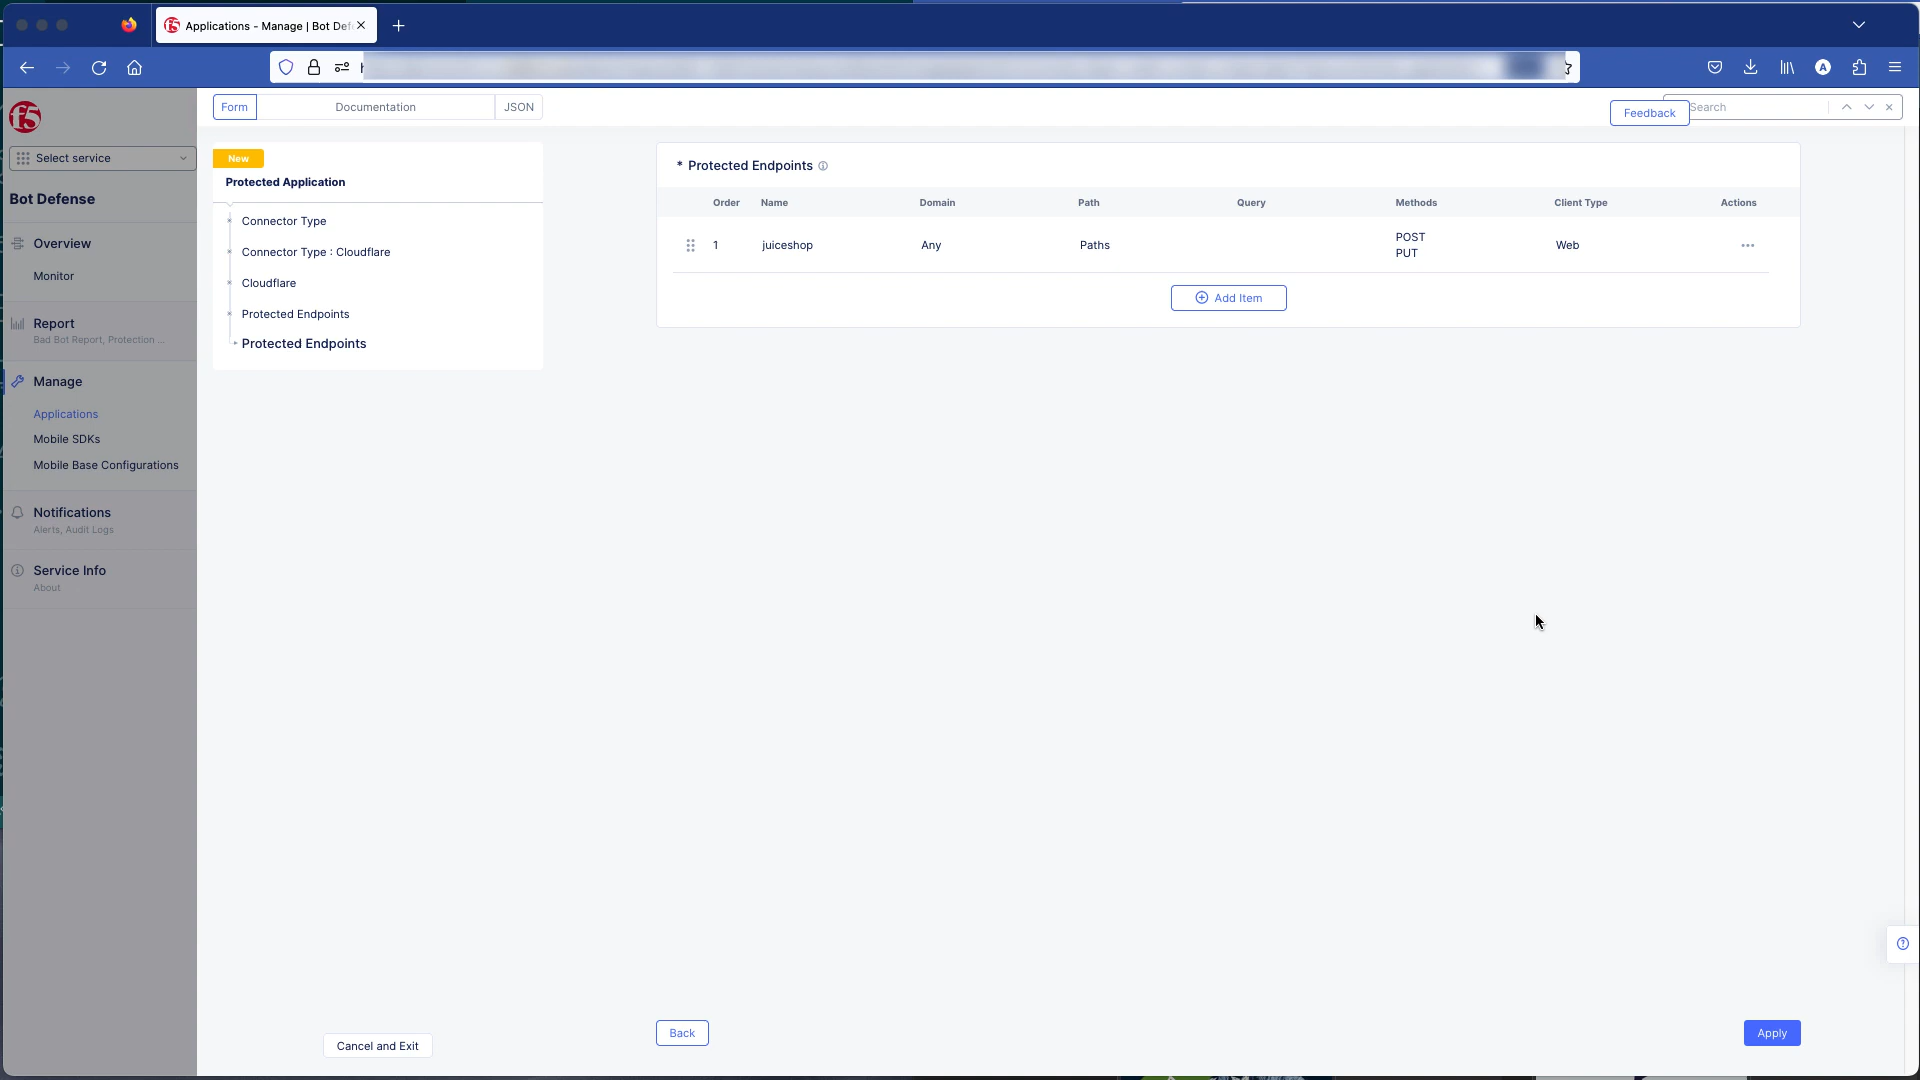 Applications - Manage | Bot Def
Form
Documentation
JSON
Feedback
Search
f5
Select service
Bot Defense
Overview
Monitor
Report
Bad Bot Report, Protection ...
Manage
Applications
Mobile SDKs
Mobile Base Configurations
Notifications
Alerts, Audit Logs
Service Info
About
New
Protected Application
Connector Type
Connector Type : Cloudflare
Cloudflare
Protected Endpoints
Protected Endpoints
* Protected Endpoints
Order Name Domain Path Query Methods Client Type Actions
1 juiceshop Any Paths POST PUT Web
Add Item
Cancel and Exit
Back
Apply